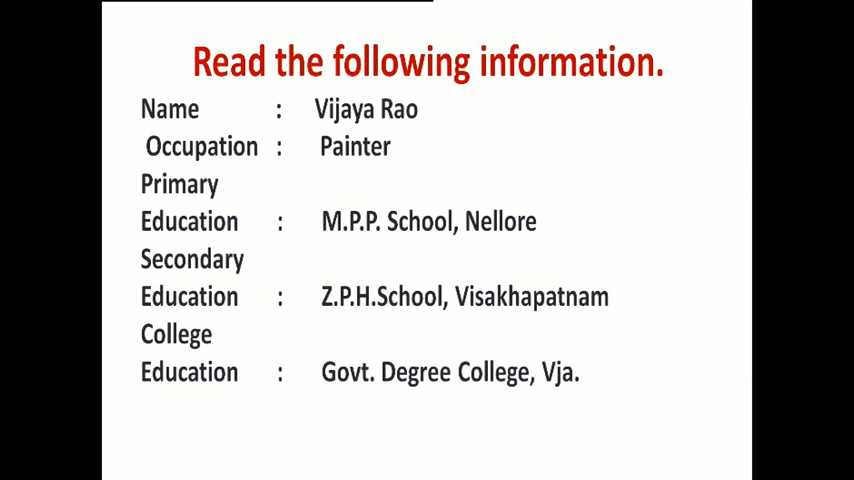 Read the following information.
Name : Vijaya Rao
Occupation : Painter
Primary
Education : M.P.P. School, Nellore
Secondary
Education : Z.P.H.School, Visakhapatnam
College
Education : Govt. Degree College, Vja.